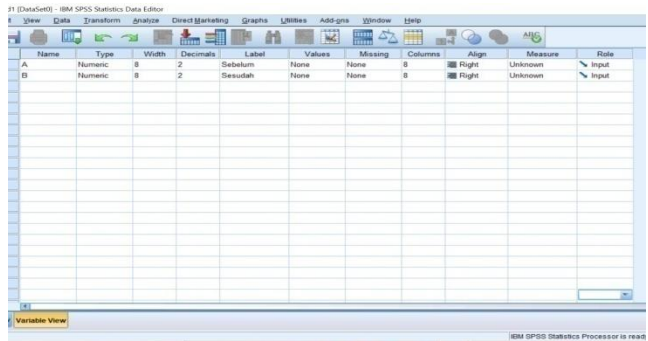 d1 [DataSet0] - IBM SPSS Statistics Data Editor
View Data Transform Analyze Direct Marketing Graphs Utilities Add-ons Window Help
Name Type Width Decimals Label Values Missing Columns Align Measure Role
A Numeric 8 2 Sebelum None None 8 Right Unknown Input
B Numeric 8 2 Sesudah None None 8 Right Unknown Input
Variable View
IBM SPSS Statistics Processor is read